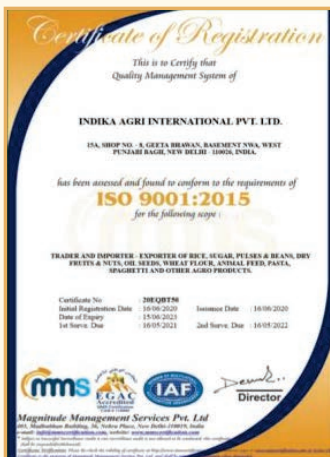 Certificate of Registration
This is to Certify that
Quality Management System of
INDIKA AGRI INTERNATIONAL PVT. LTD.
15A, SHOP NO. - 8, GEETA BHAWAN, BASEMENT NWA, WEST
PUNJABI BAGH, NEW DELHI - 110026, INDIA.
has been assessed and found to conform to the requirements of
ISO 9001:2015
for the following scope :
TRADER AND IMPORTER - EXPORTER OF RICE, SUGAR, PULSES & BEANS, DRY
FRUITS & NUTS, OIL SEEDS, WHEAT FLOUR, ANIMAL FEED, PASTA,
SPAGHETTI AND OTHER AGRO PRODUCTS.
Certificate No : 20EQBT50
Initial Registration Date : 16/06/2020 Issuance Date : 16/06/2020
Date of Expiry : 15/06/2023
1st Surve. Due : 16/05/2021 2nd Surve. Due : 16/05/2022
mms
EGAC
Accredited
IAF
Director
Magnitude Management Services Pvt. Ltd